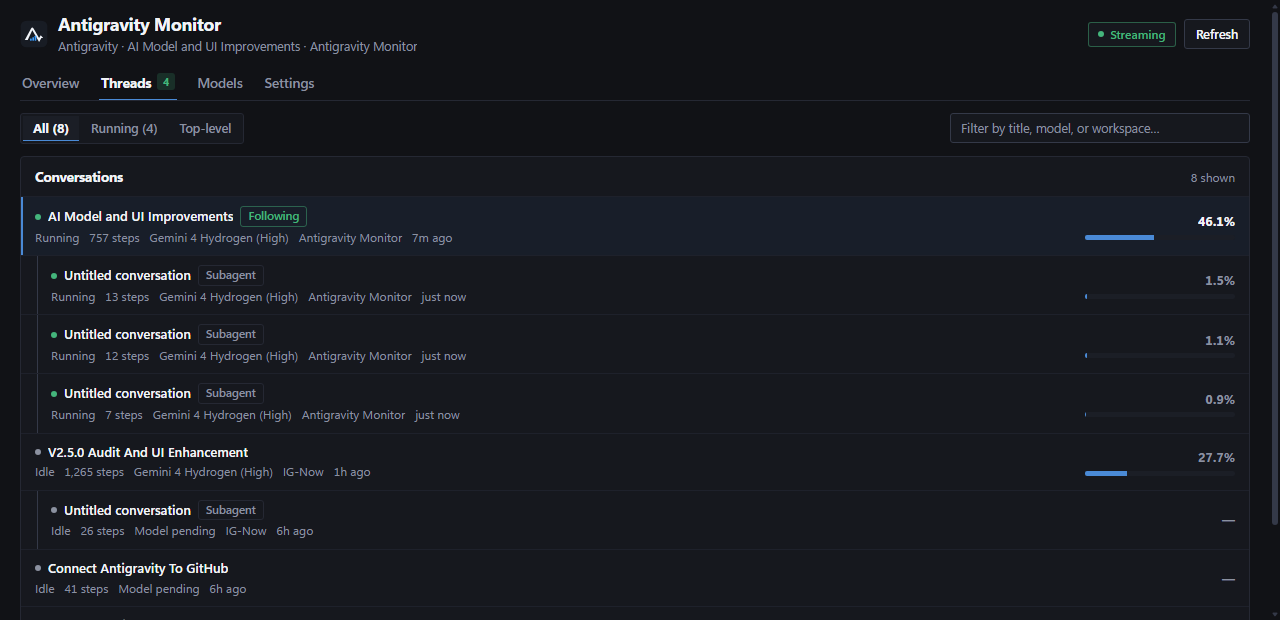 Antigravity Monitor
Antigravity · AI Model and UI Improvements · Antigravity Monitor
Streaming
Refresh
Overview Threads 4 Models Settings
All (8) Running (4) Top-level
Filter by title, model, or workspace...
Conversations
8 shown
AI Model and UI Improvements Following
46.1%
Running 757 steps Gemini 4 Hydrogen (High) Antigravity Monitor 7m ago
Untitled conversation Subagent
1.5%
Running 13 steps Gemini 4 Hydrogen (High) Antigravity Monitor just now
Untitled conversation Subagent
1.1%
Running 12 steps Gemini 4 Hydrogen (High) Antigravity Monitor just now
Untitled conversation Subagent
0.9%
Running 7 steps Gemini 4 Hydrogen (High) Antigravity Monitor just now
V2.5.0 Audit And UI Enhancement
27.7%
Idle 1,265 steps Gemini 4 Hydrogen (High) IG-Now 1h ago
Untitled conversation Subagent
—
Idle 26 steps Model pending IG-Now 6h ago
Connect Antigravity To GitHub
—
Idle 41 steps Model pending 6h ago